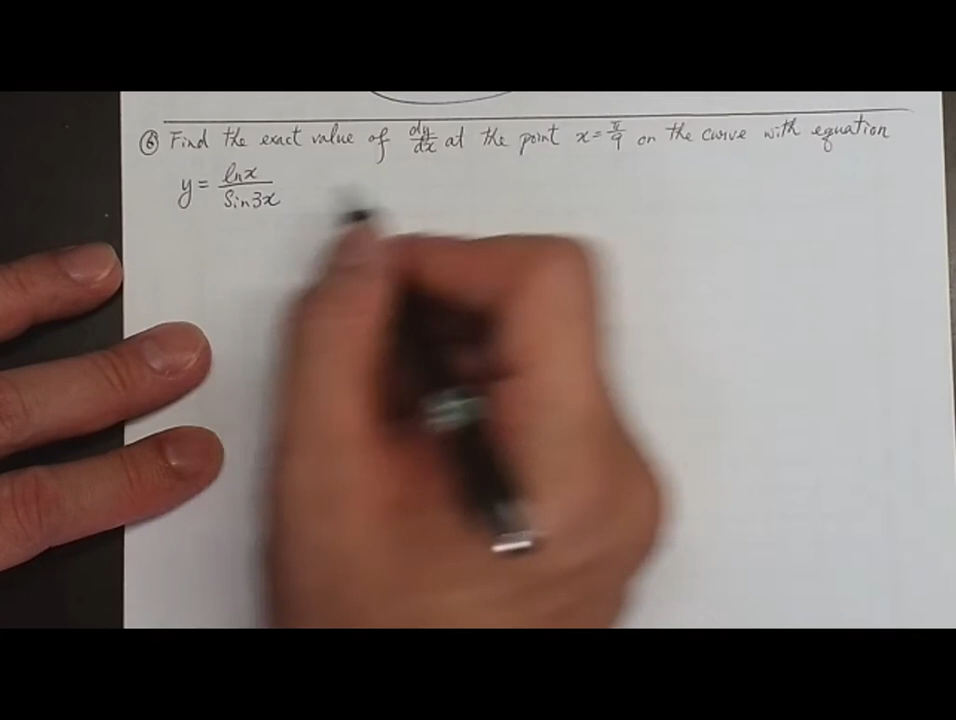 ⑥ Find the exact value of dy/dx at the point x = π/9 on the curve with equation
y = ln x / Sin 3x